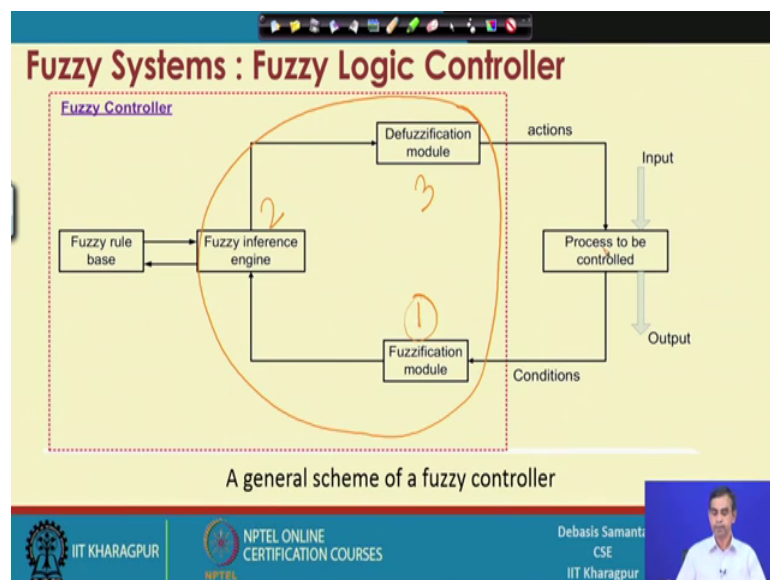 Fuzzy Systems : Fuzzy Logic Controller
Fuzzy Controller
Defuzzification
module
actions
Input
3
2
Fuzzy rule
base
Fuzzy inference
engine
Process to be
controlled
1
Fuzzification
module
Conditions
Output
A general scheme of a fuzzy controller
IIT KHARAGPUR
NPTEL ONLINE
CERTIFICATION COURSES
NPTEL
Debasis Samanta
CSE
IIT Kharagpur